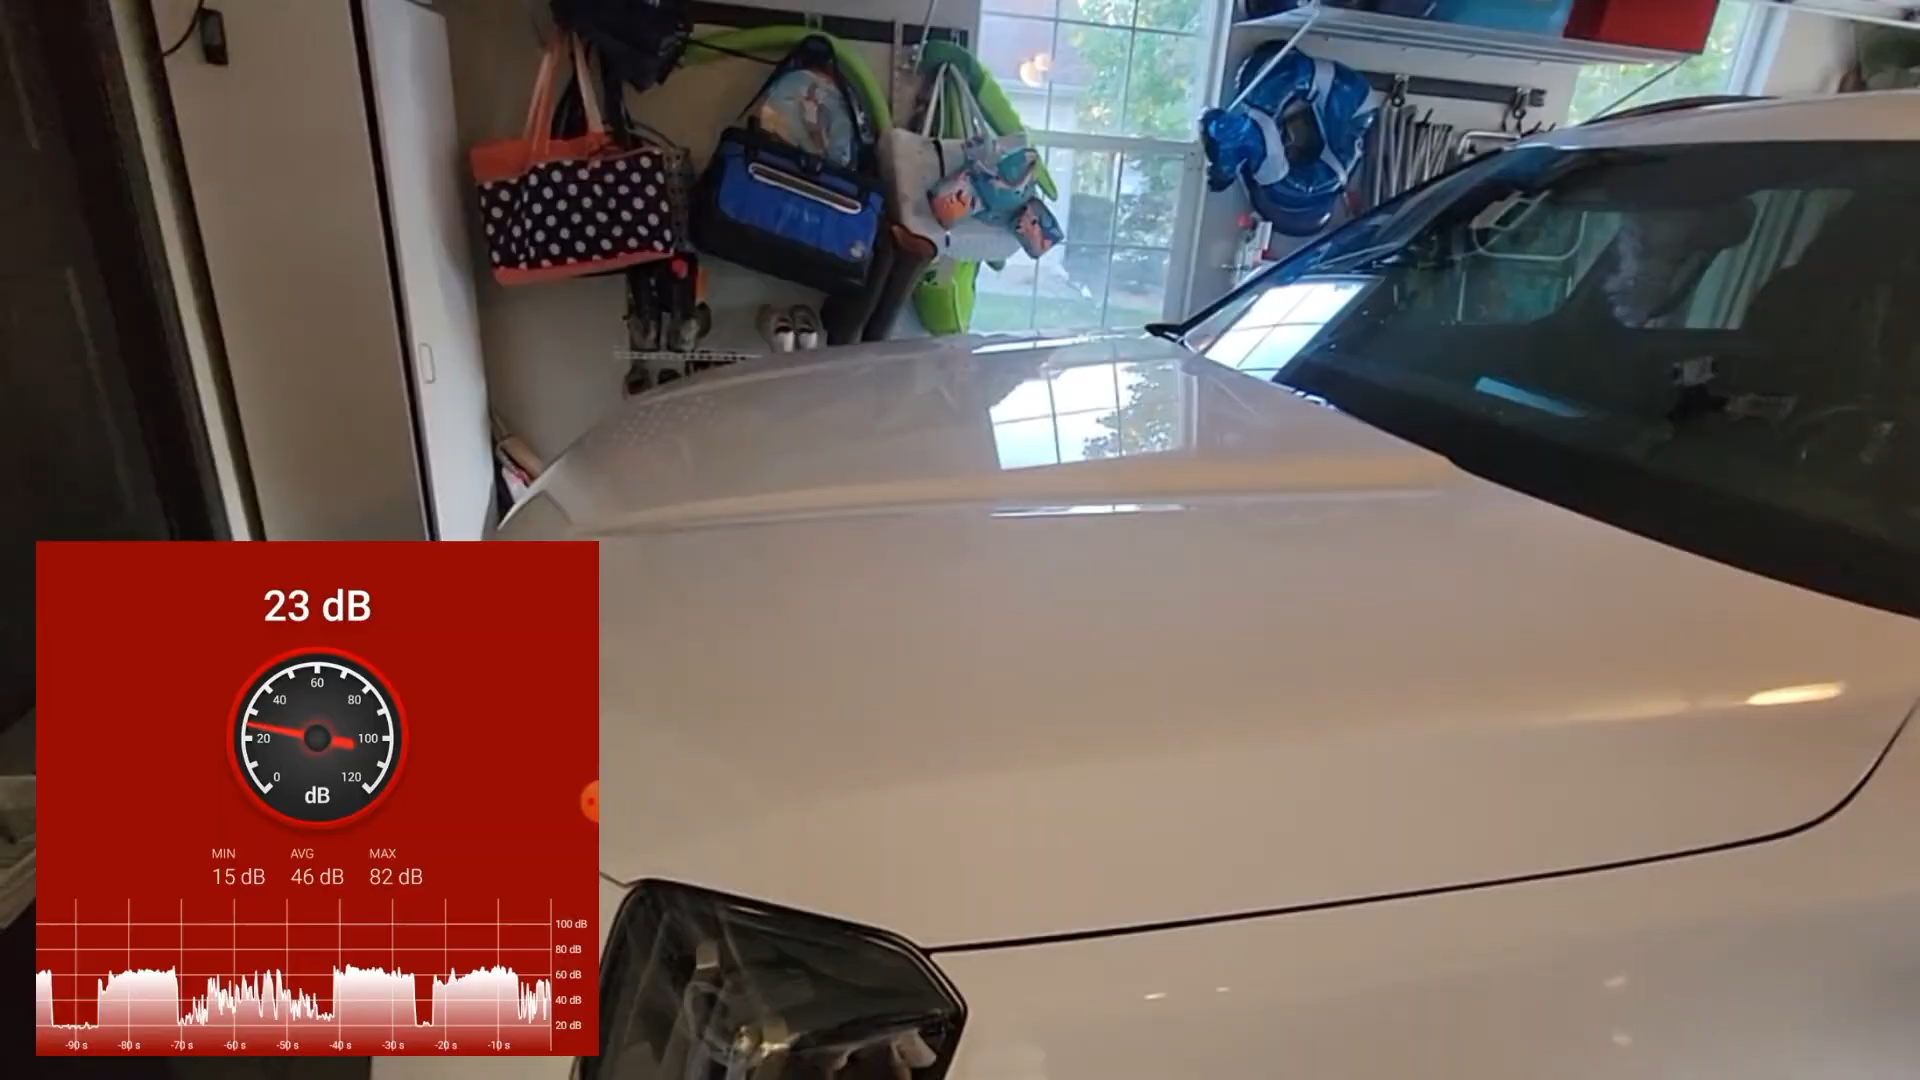 23 dB
60
40 80
20 100
0 120
dB
MIN AVG MAX
15 dB 46 dB 82 dB
100 dB
80 dB
60 dB
40 dB
20 dB
-90 s -80 s -70 s -60 s -50 s -40 s -30 s -20 s -10 s